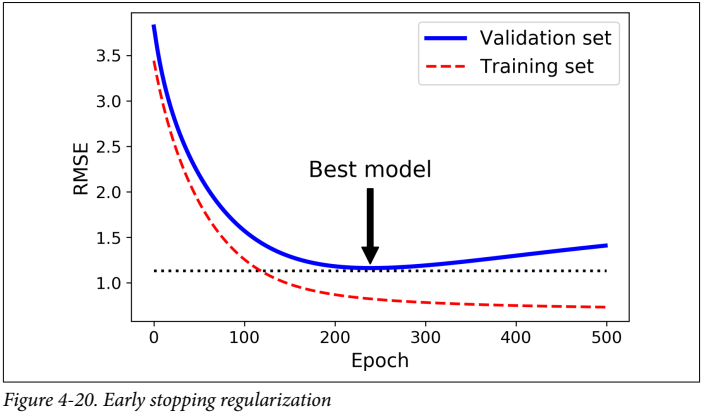 Validation set
Training set
Best model
RMSE
3.5
3.0
2.5
2.0
1.5
1.0
0 100 200 300 400 500
Epoch
Figure 4-20. Early stopping regularization